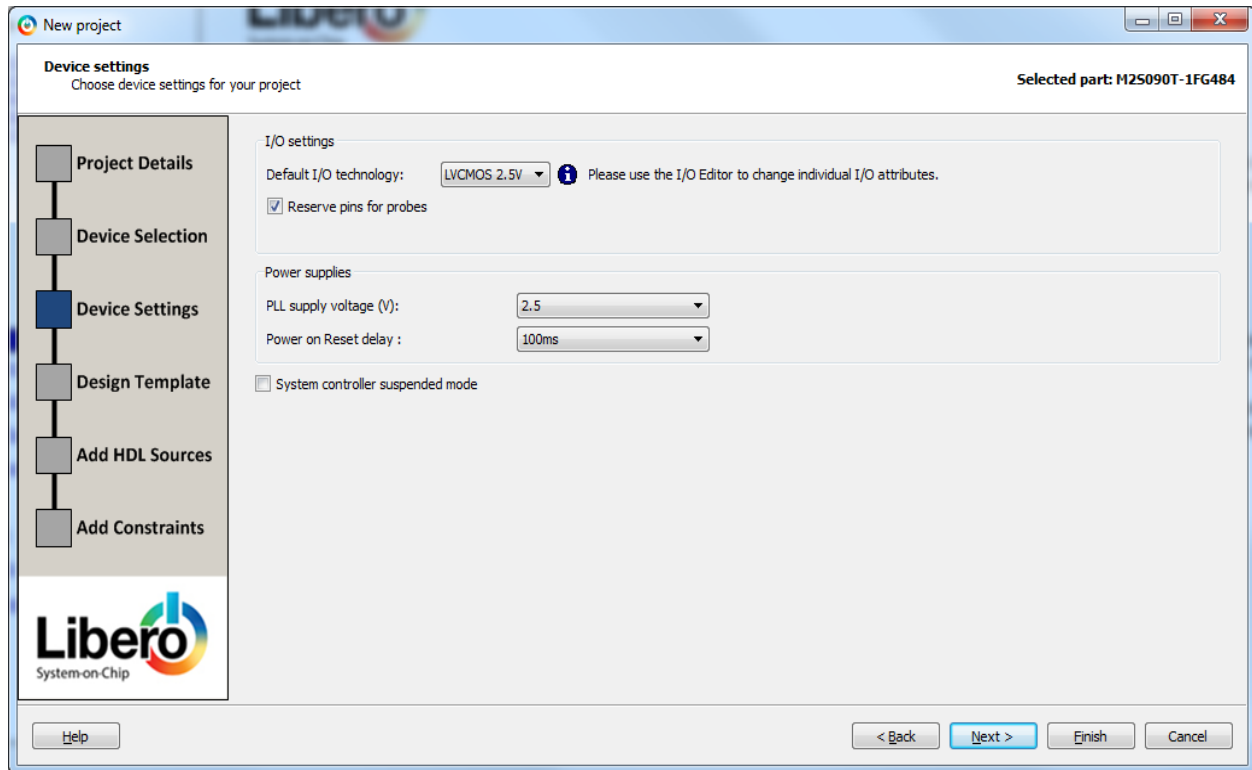 New project
Device settings
Choose device settings for your project
Selected part: M2S090T-1FG484
Project Details
Device Selection
Device Settings
Design Template
Add HDL Sources
Add Constraints
Libero
System-on-Chip
I/O settings
Default I/O technology: LVCMOS 2.5V Please use the I/O Editor to change individual I/O attributes.
Reserve pins for probes
Power supplies
PLL supply voltage (V): 2.5
Power on Reset delay : 100ms
System controller suspended mode
Help < Back Next > Finish Cancel